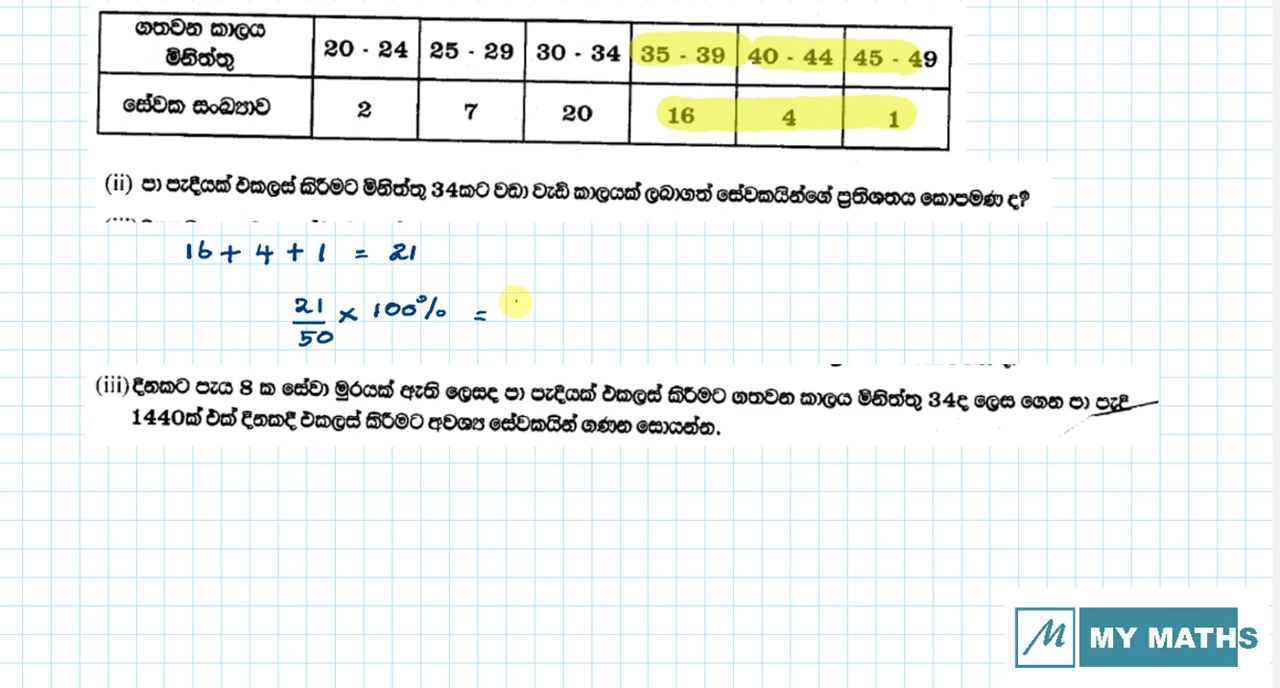 ගතවන කාලය මිනිත්තු 20 - 24 25 - 29 30 - 34 35 - 39 40 - 44 45 - 49
සේවක සංඛ්‍යාව 2 7 20 16 4 1
(ii) පා පැදියක් එකලස් කිරීමට මිනිත්තු 34කට වඩා වැඩි කාලයක් ලබාගත් සේවකයින්ගේ ප්‍රතිශතය කොපමණ ද?
16 + 4 + 1 = 21
21/50 × 100% =
(iii) දිනකට පැය 8 ක සේවා මුරයක් ඇති ලෙසද පා පැදියක් එකලස් කිරීමට ගතවන කාලය මිනිත්තු 34ද ලෙස ගෙන පා පැදි
1440ක් එක් දිනකදී එකලස් කිරීමට අවශ්‍ය සේවකයින් ගණන සොයන්න.
M MY MATHS